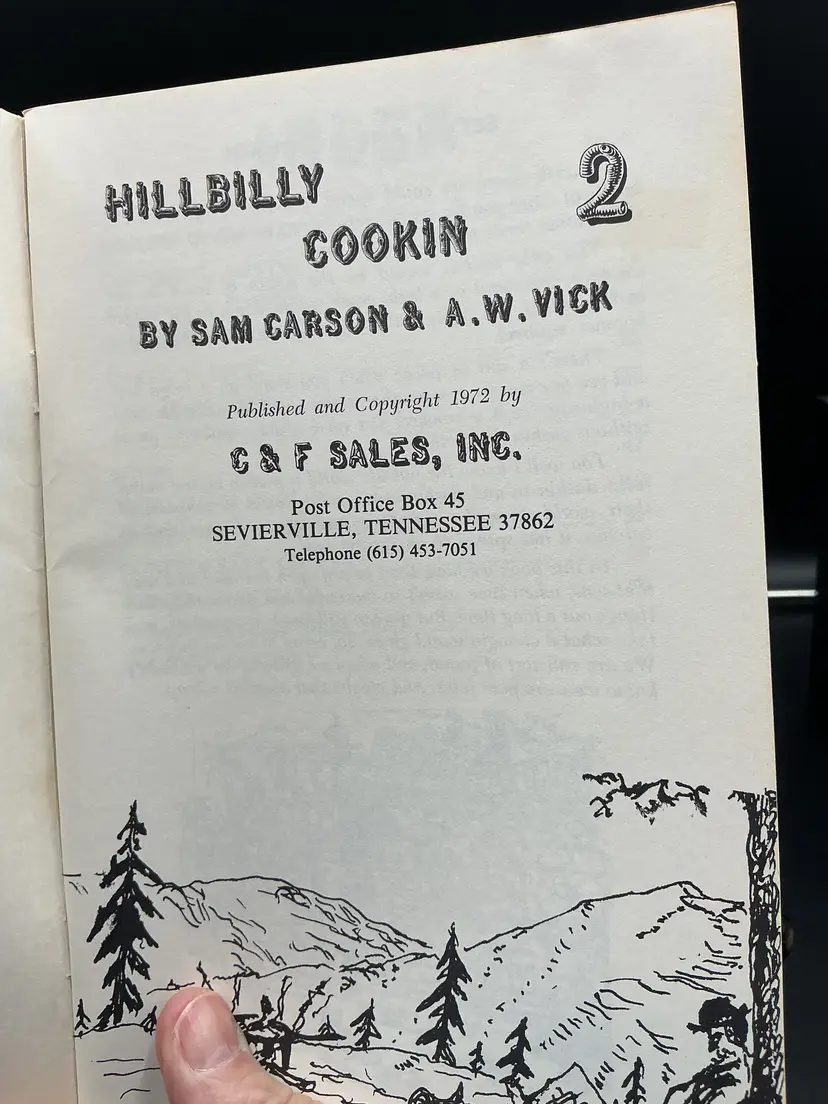 HILLBILLY 2
COOKIN
BY SAM CARSON & A.W. VICK
Published and Copyright 1972 by
C & F SALES, INC.
Post Office Box 45
SEVIERVILLE, TENNESSEE 37862
Telephone (615) 453-7051